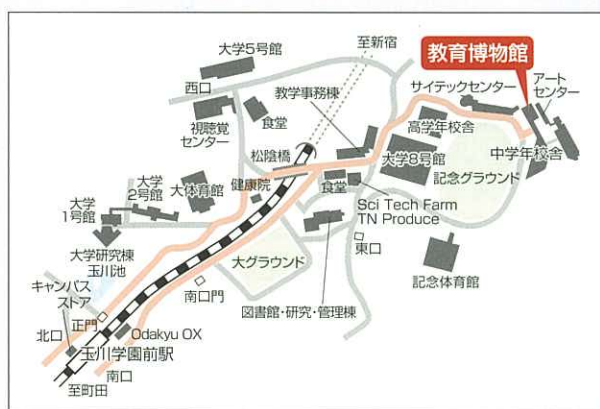 至新宿
大学5号館
教育博物館
西口
教学事務棟
サイテックセンター
アート
センター
視聴覚
センター
食堂
高学年校舎
松陰橋
大学8号館
中学年校舎
記念グラウンド
大学
2号館
大体育館
健康院
食堂
大学
1号館
Sci Tech Farm
TN Produce
大学研究棟
玉川池
東口
大グラウンド
記念体育館
キャンパス
ストア
南口門
図書館・研究・管理棟
正門
北口
Odakyu OX
玉川学園前駅
南口
至町田